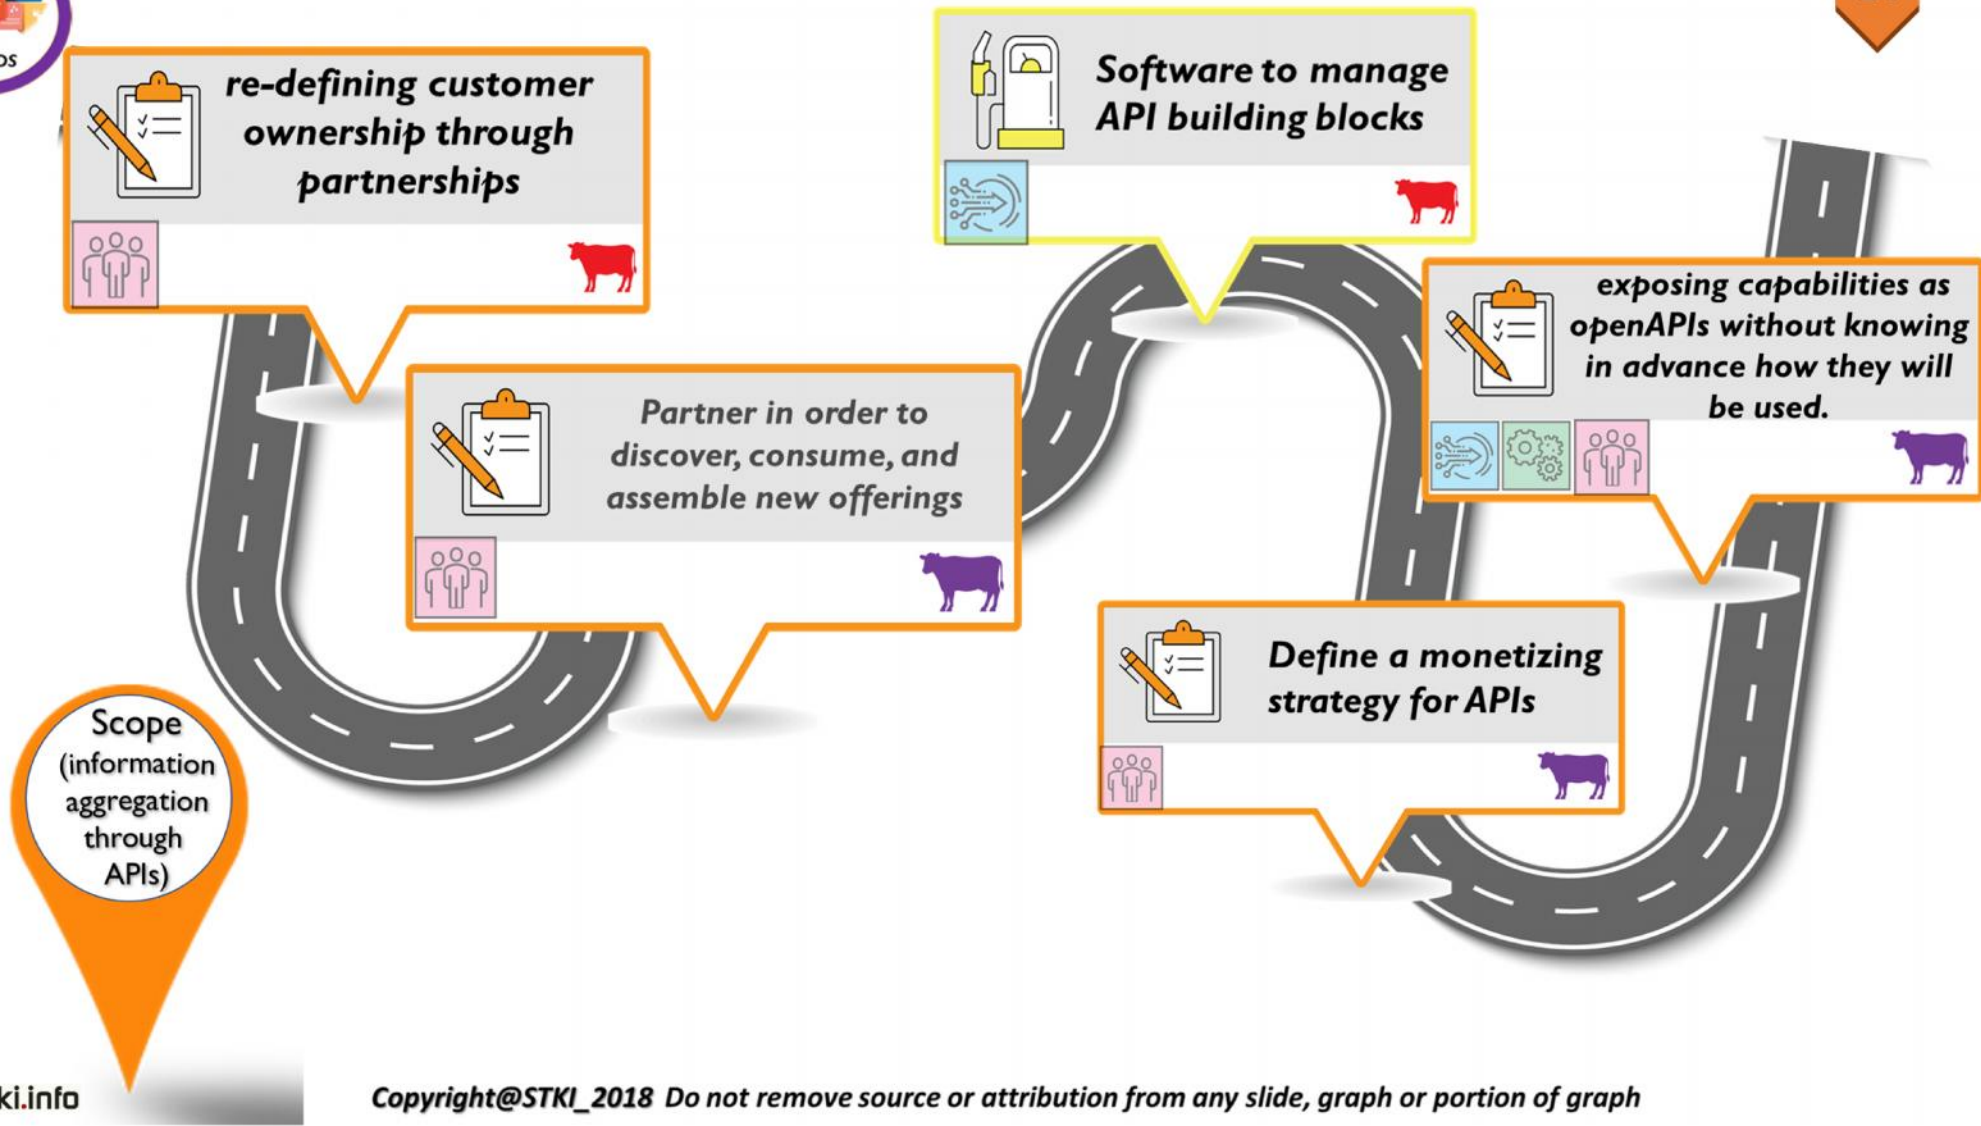 re-defining customer
ownership through
partnerships
Software to manage
API building blocks
exposing capabilities as
openAPIs without knowing
in advance how they will
be used.
Partner in order to
discover, consume, and
assemble new offerings
Define a monetizing
strategy for APIs
Scope
(information
aggregation
through
APIs)
ki.info
Copyright@STKI_2018 Do not remove source or attribution from any slide, graph or portion of graph